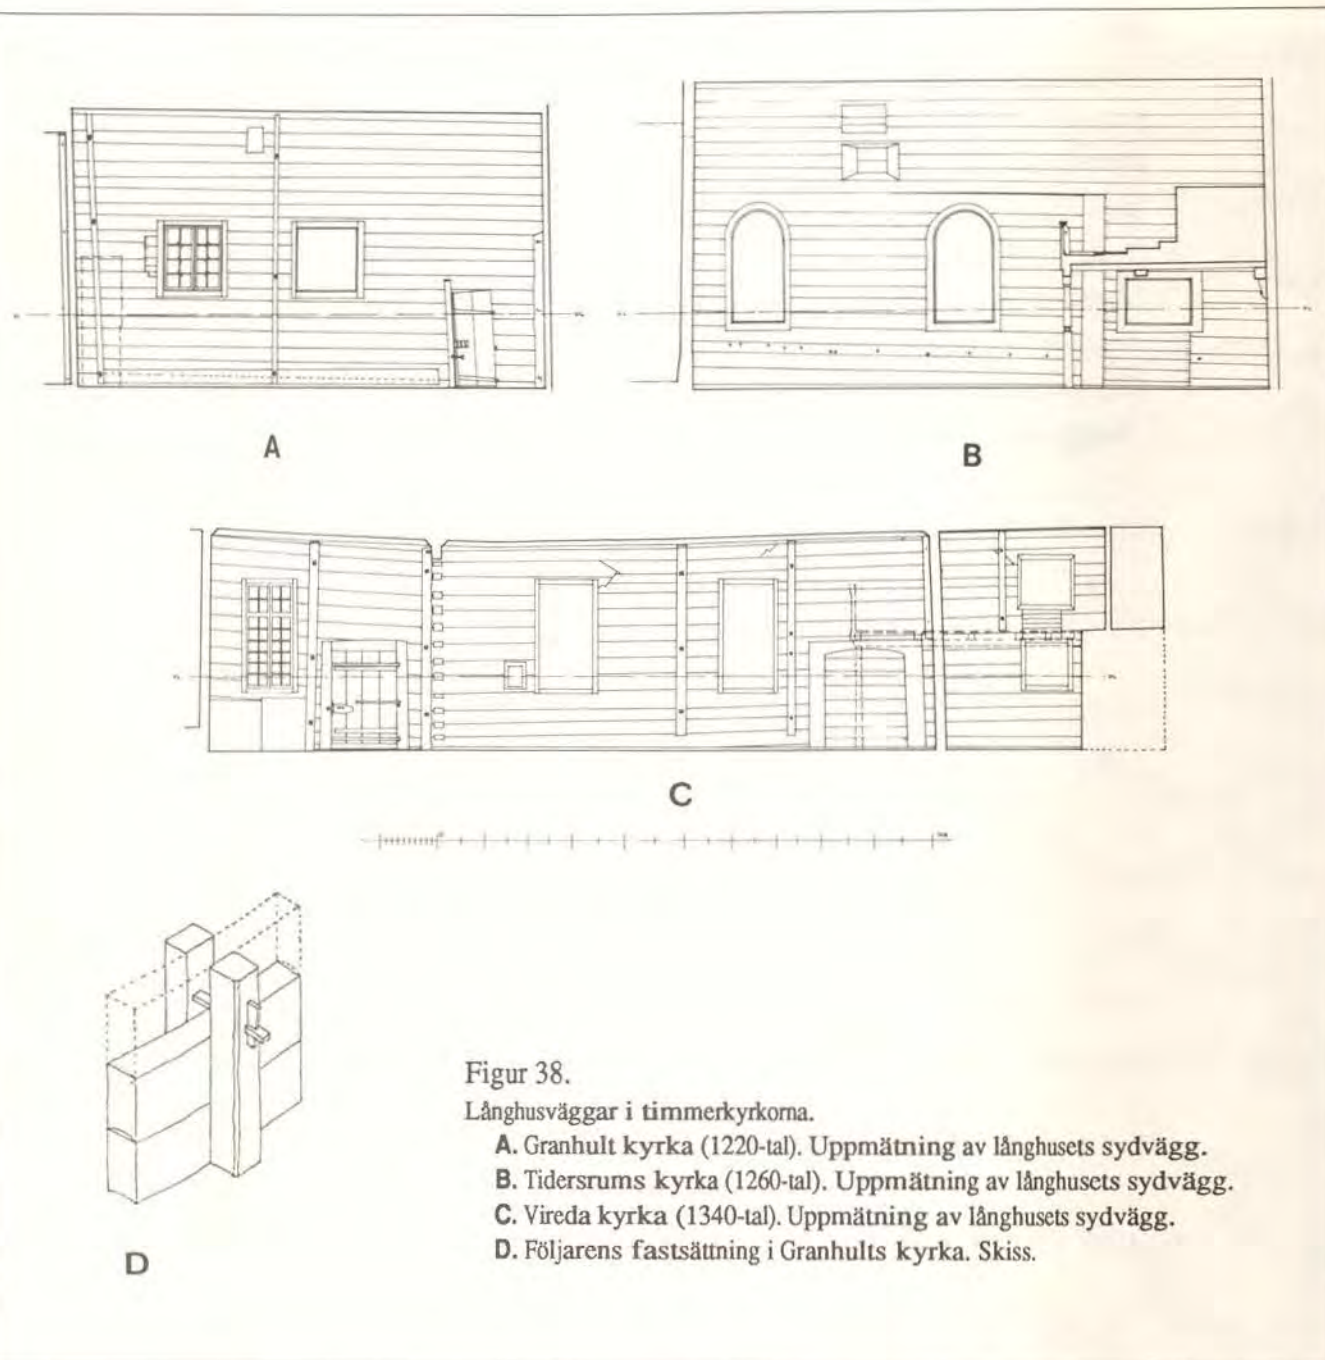 A
B
C
D
Figur 38.
Långhusväggar i timmerkyrkorna.
A. Granhult kyrka (1220-tal). Uppmätning av långhusets sydvägg.
B. Tidersrums kyrka (1260-tal). Uppmätning av långhusets sydvägg.
C. Vireda kyrka (1340-tal). Uppmätning av långhusets sydvägg.
D. Följarens fastsättning i Granhults kyrka. Skiss.